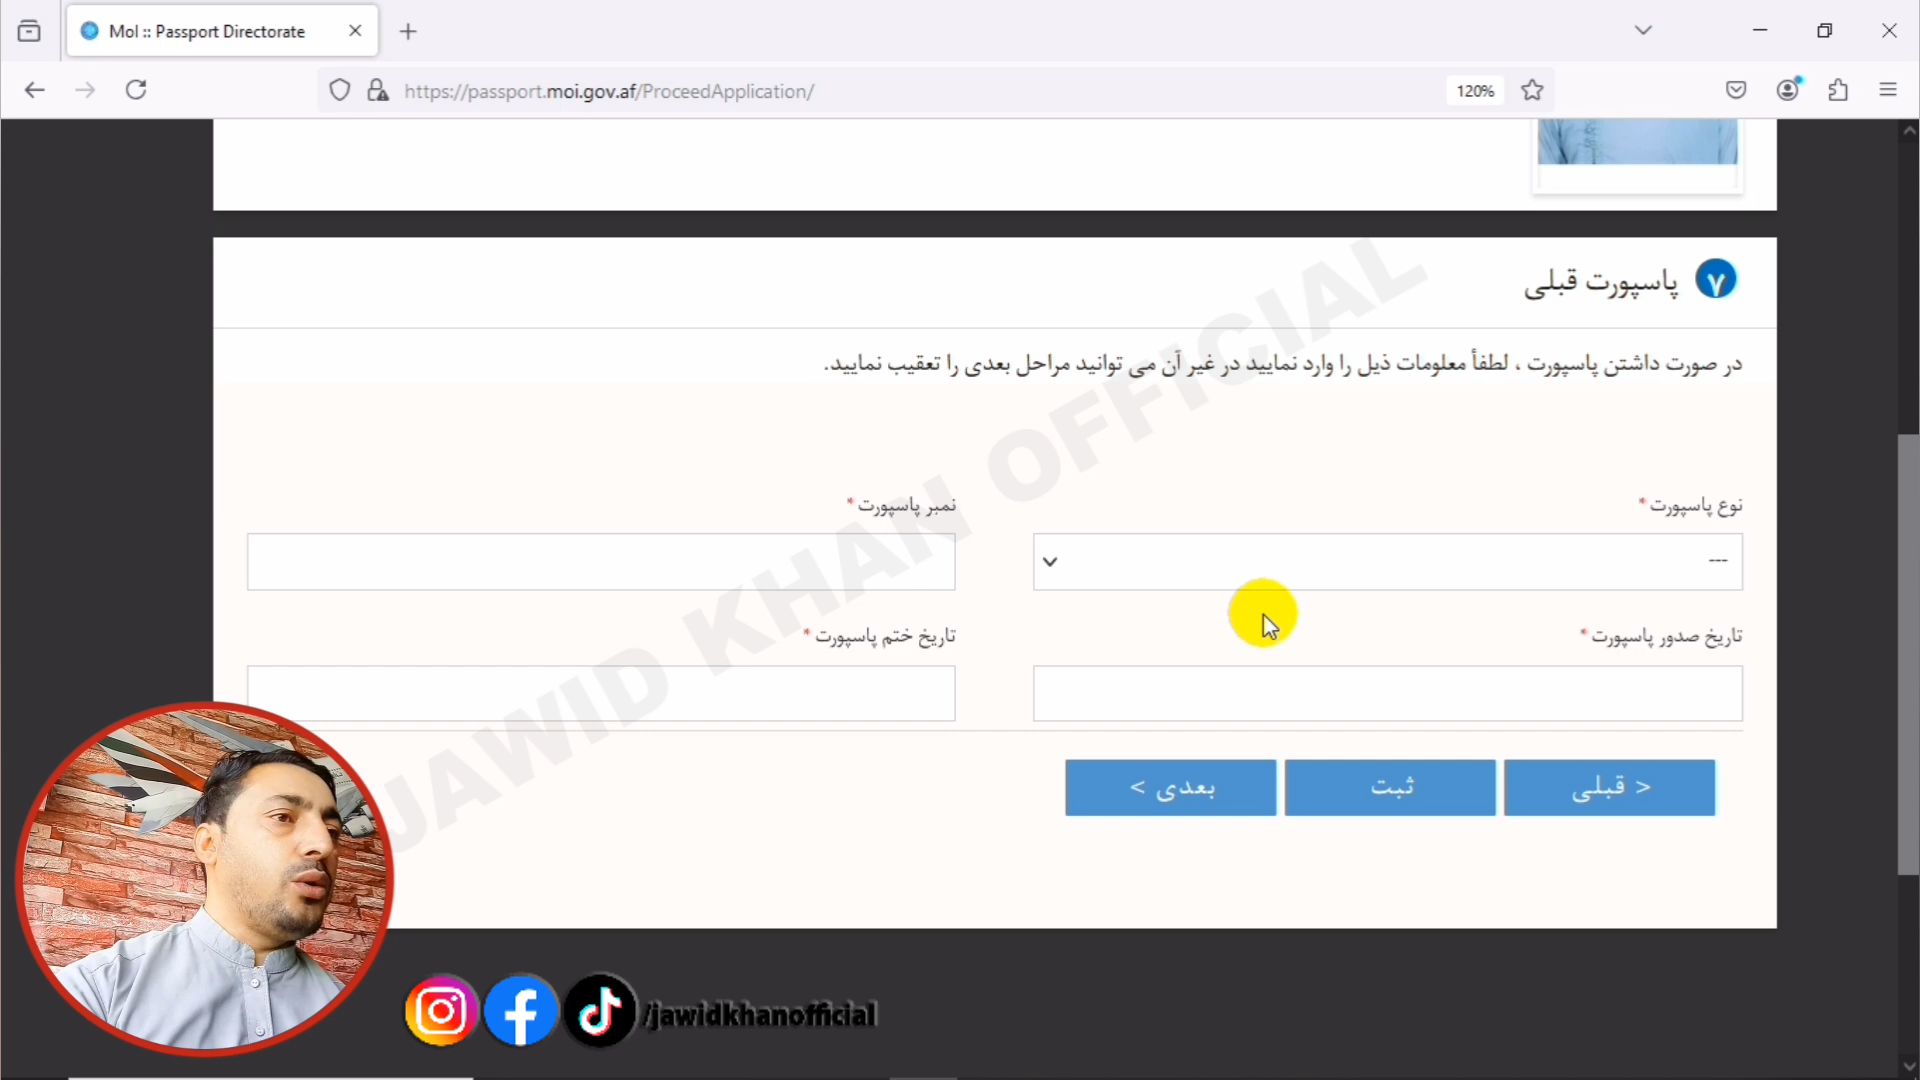 MoI :: Passport Directorate
https://passport.moi.gov.af/ProceedApplication/
120%
۷ پاسپورت قبلی
در صورت داشتن پاسپورت ، لطفأ معلومات ذیل را وارد نمایید در غیر آن می توانید مراحل بعدی را تعقیب نمایید.
نوع پاسپورت *
نمبر پاسپورت *
---
تاریخ صدور پاسپورت *
تاریخ ختم پاسپورت *
< قبلی
ثبت
بعدی >
JAWID KHAN OFFICIAL
/jawidkhanofficial